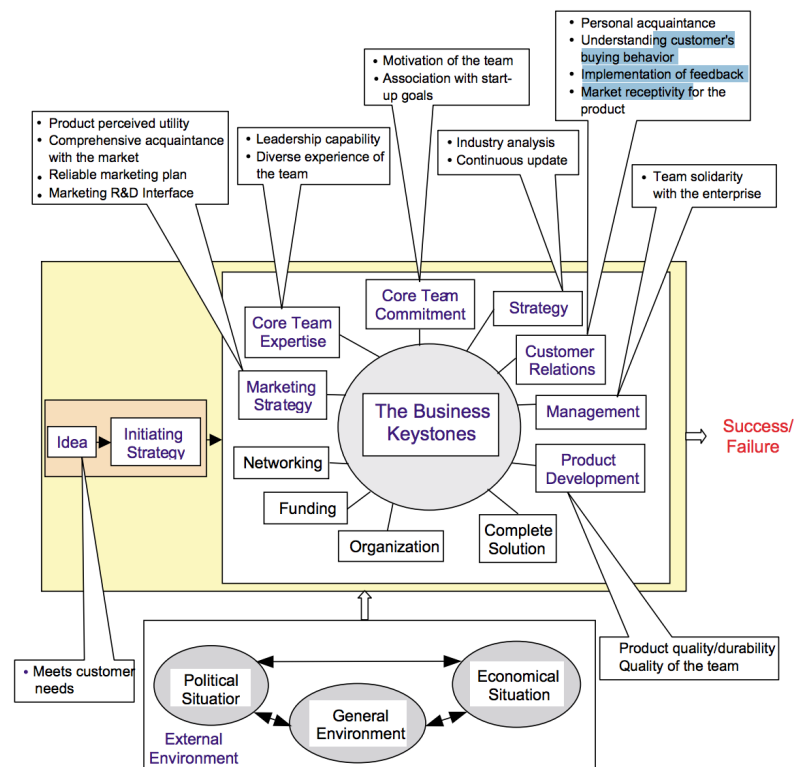 • Personal acquaintance
• Understanding customer's
buying behavior
• Implementation of feedback
• Market receptivity for the
product
• Motivation of the team
• Association with start-
up goals
• Product perceived utility
• Comprehensive acquaintance
with the market
• Reliable marketing plan
• Marketing R&D Interface
• Leadership capability
• Diverse experience of
the team
• Industry analysis
• Continuous update
• Team solidarity
with the enterprise
Core Team
Commitment
Strategy
Core Team
Expertise
Customer
Relations
Marketing
Strategy
The Business
Keystones
Management
Idea
Initiating
Strategy
Success/
Failure
Networking
Product
Development
Funding
Organization
Complete
Solution
• Meets customer
needs
Product quality/durability
Quality of the team
Political
Situatior
Economical
Situation
General
Environment
External
Environment